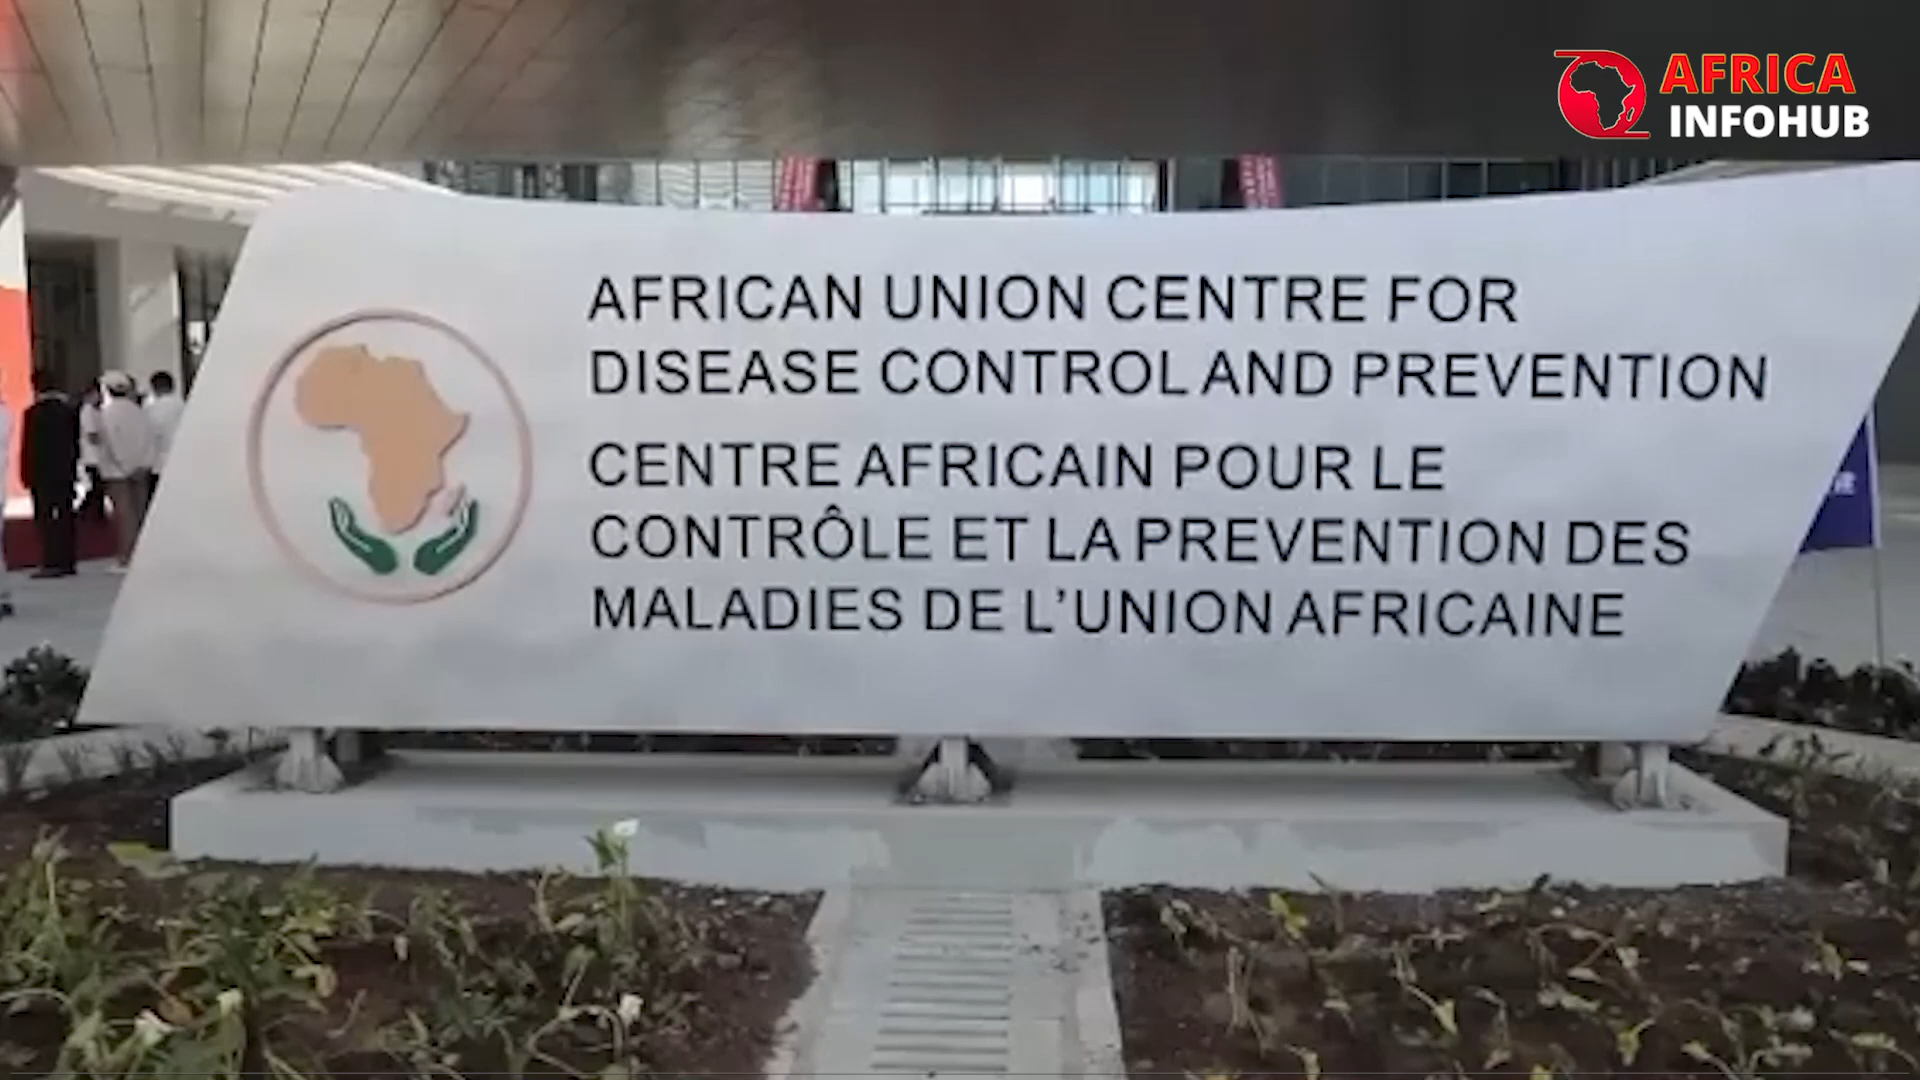 AFRICA
INFOHUB
AFRICAN UNION CENTRE FOR
DISEASE CONTROL AND PREVENTION
CENTRE AFRICAIN POUR LE
CONTRÔLE ET LA PREVENTION DES
MALADIES DE L’UNION AFRICAINE